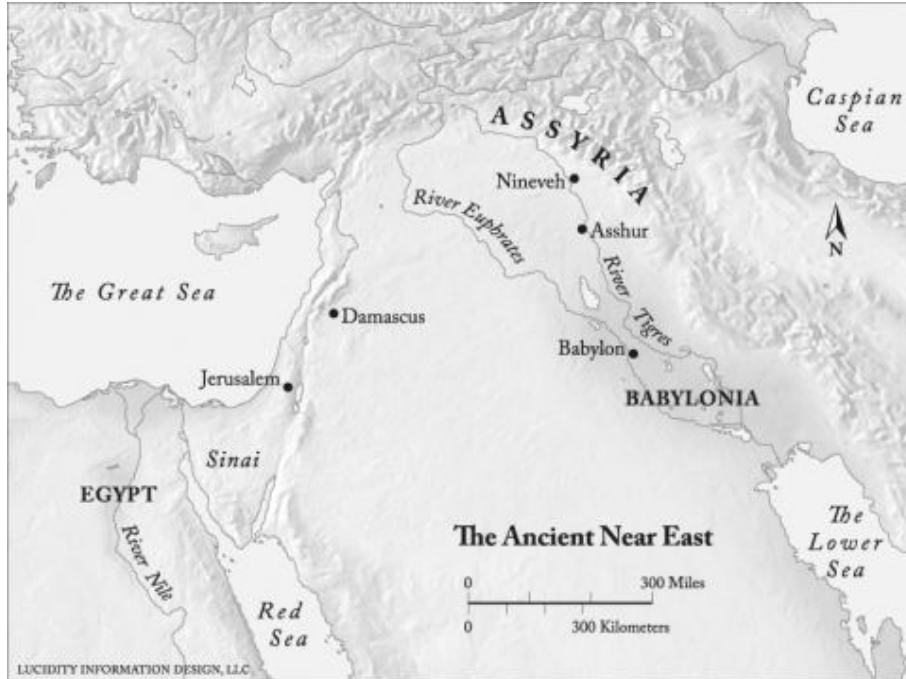 Caspian
Sea
ASSYRIA
Nineveh
River Euphrates
Asshur
N
River
Tigres
The Great Sea
Damascus
Babylon
Jerusalem
BABYLONIA
Sinai
EGYPT
River Nile
The
Lower
Sea
The Ancient Near East
0 300 Miles
0 300 Kilometers
Red
Sea
LUCIDITY INFORMATION DESIGN, LLC